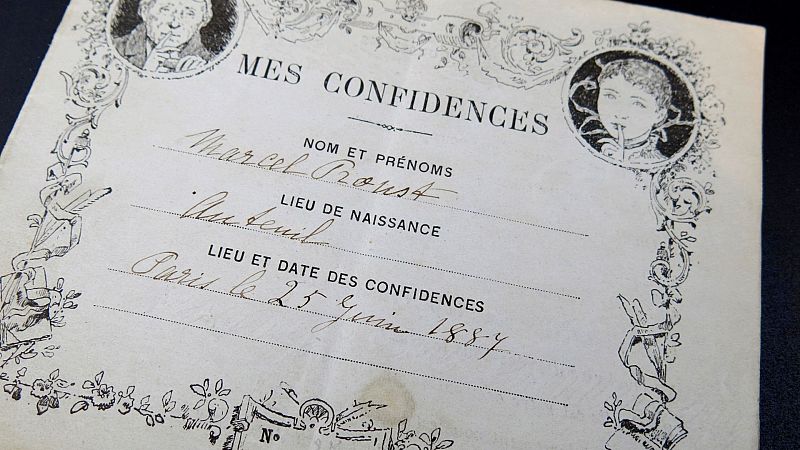 MES CONFIDENCES
NOM ET PRÉNOMS
Marcel Proust
LIEU DE NAISSANCE
Auteuil
LIEU ET DATE DES CONFIDENCES
Paris le 25 Juin 1887
No